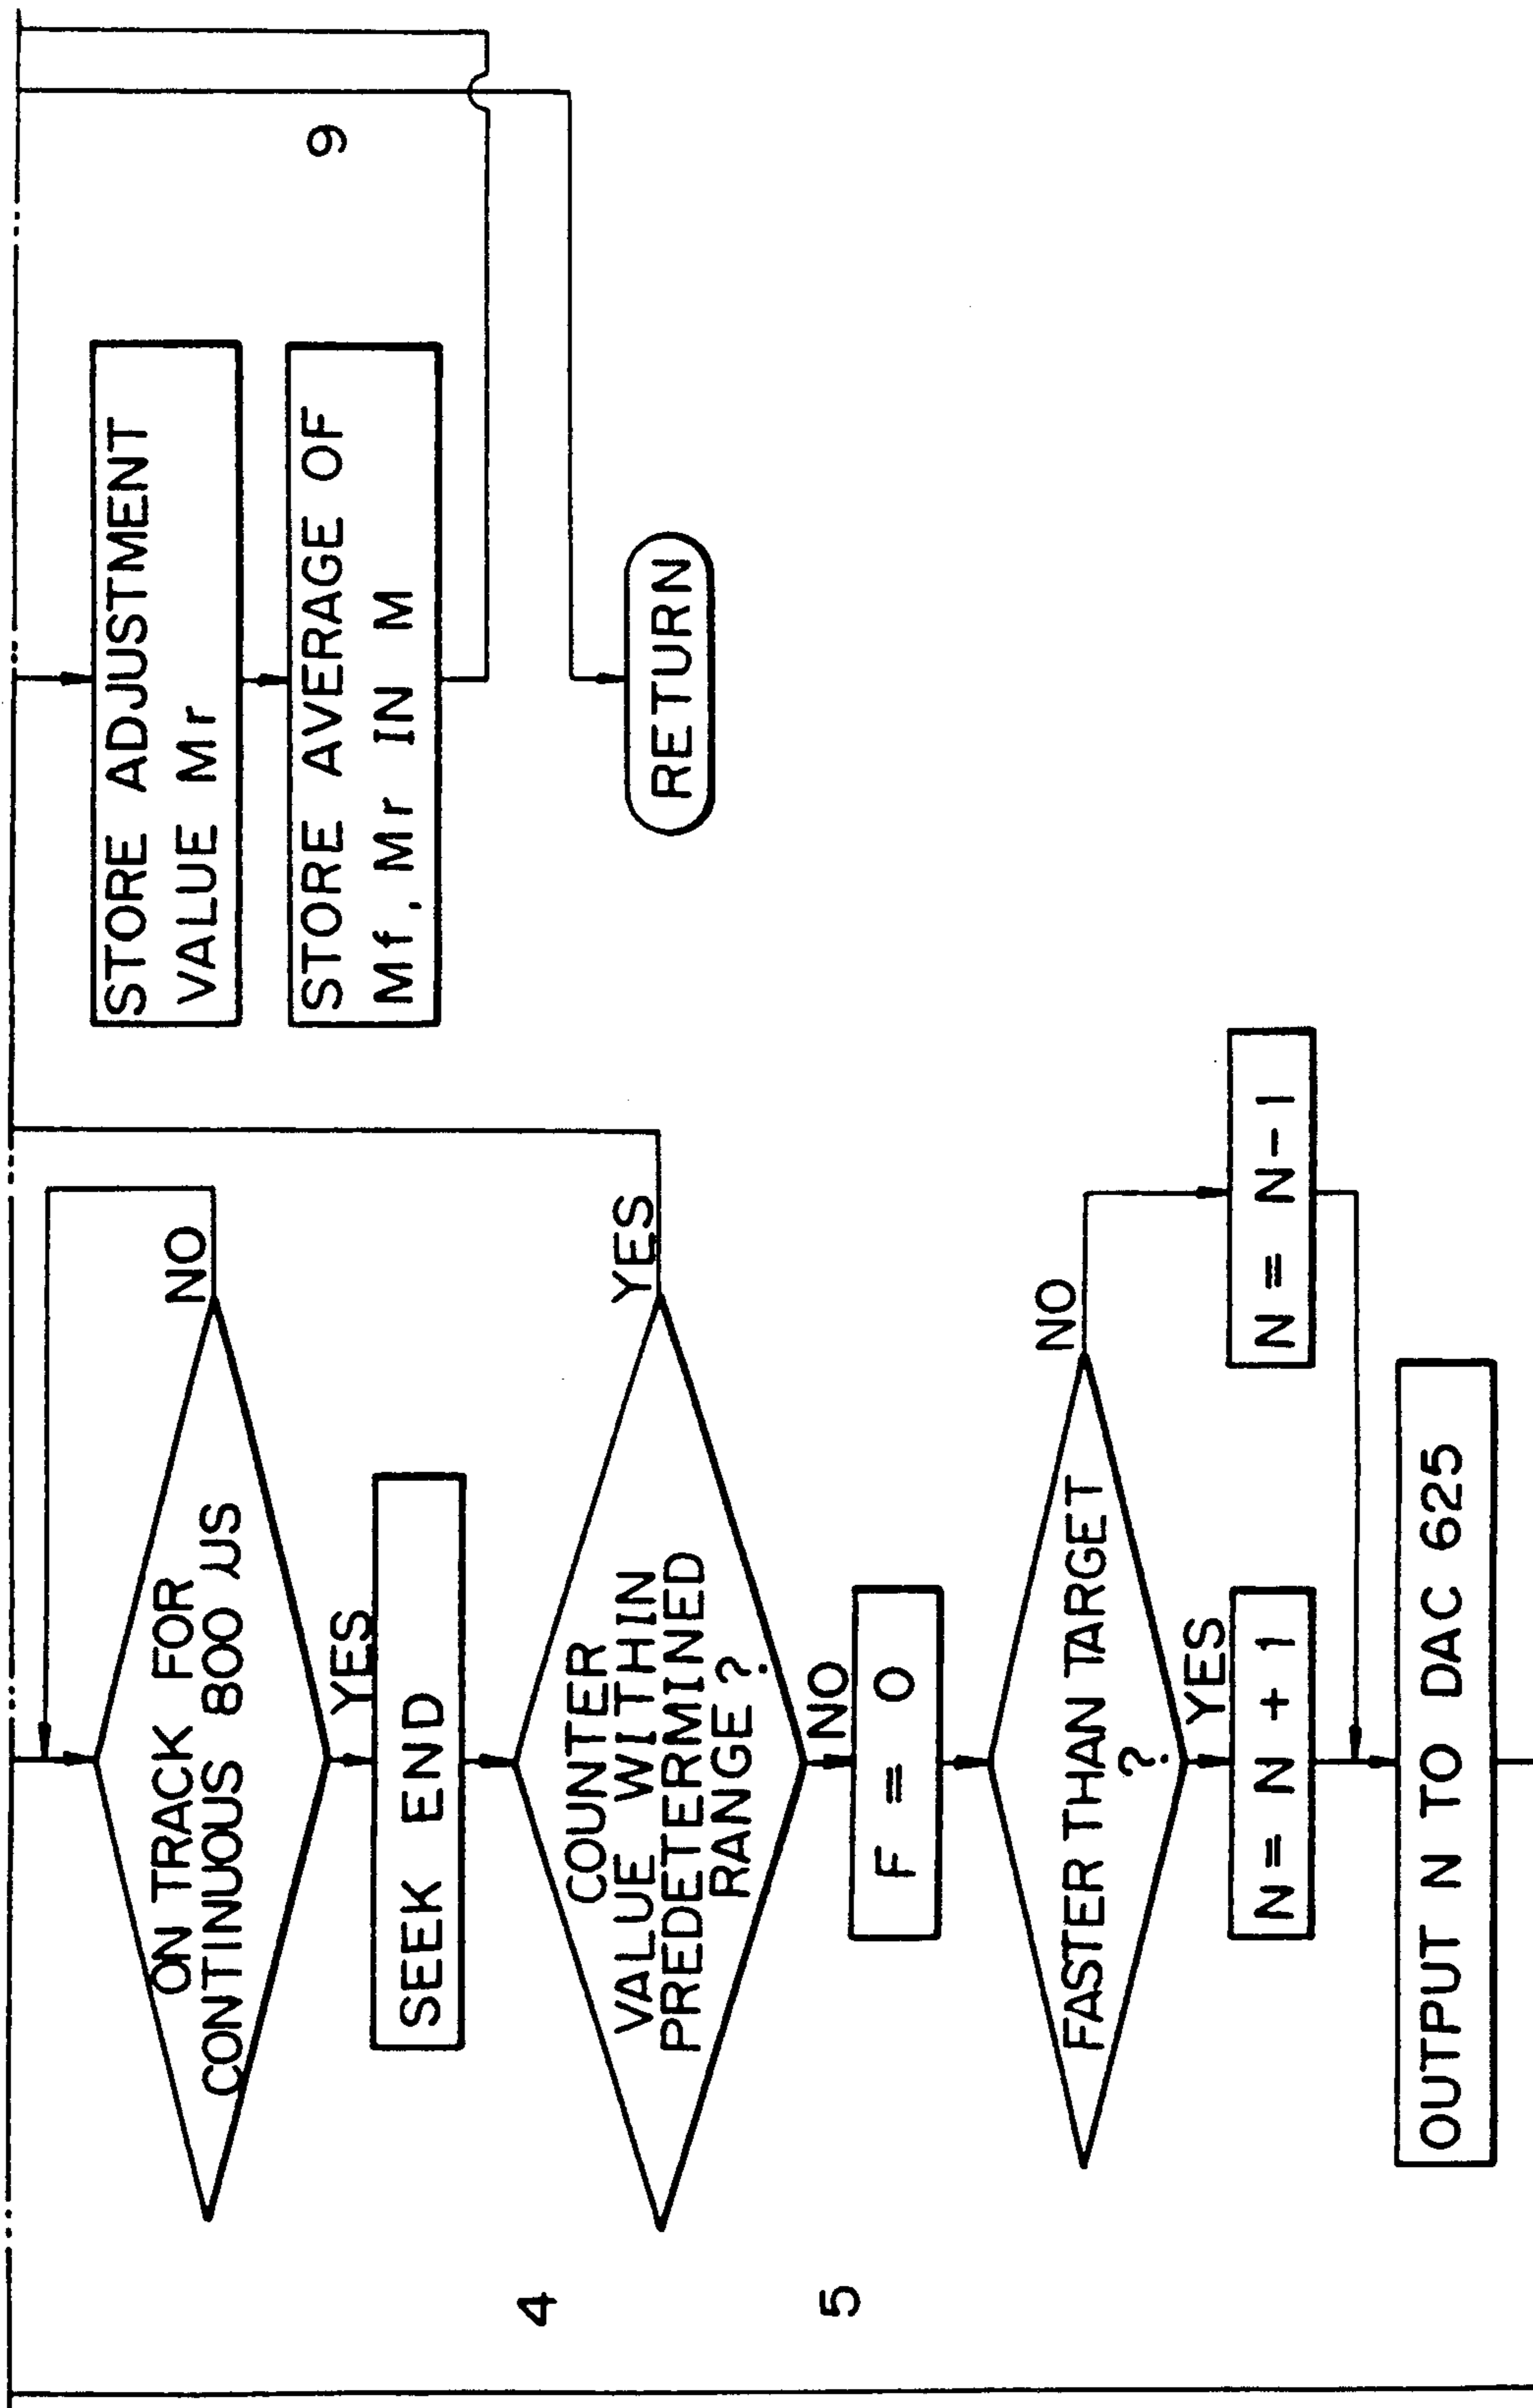 ON TRACK FOR
CONTINUOUS 800 μS
NO
YES
SEEK END
4
COUNTER
VALUE WITHIN
PREDETERMINED
RANGE ?
YES
NO
5
F = 0
FASTER THAN TARGET
?
NO
YES
N = N + 1
N = N - 1
OUTPUT N TO DAC 625
STORE ADJUSTMENT
VALUE Mr
9
STORE AVERAGE OF
Mf, Mr IN M
RETURN